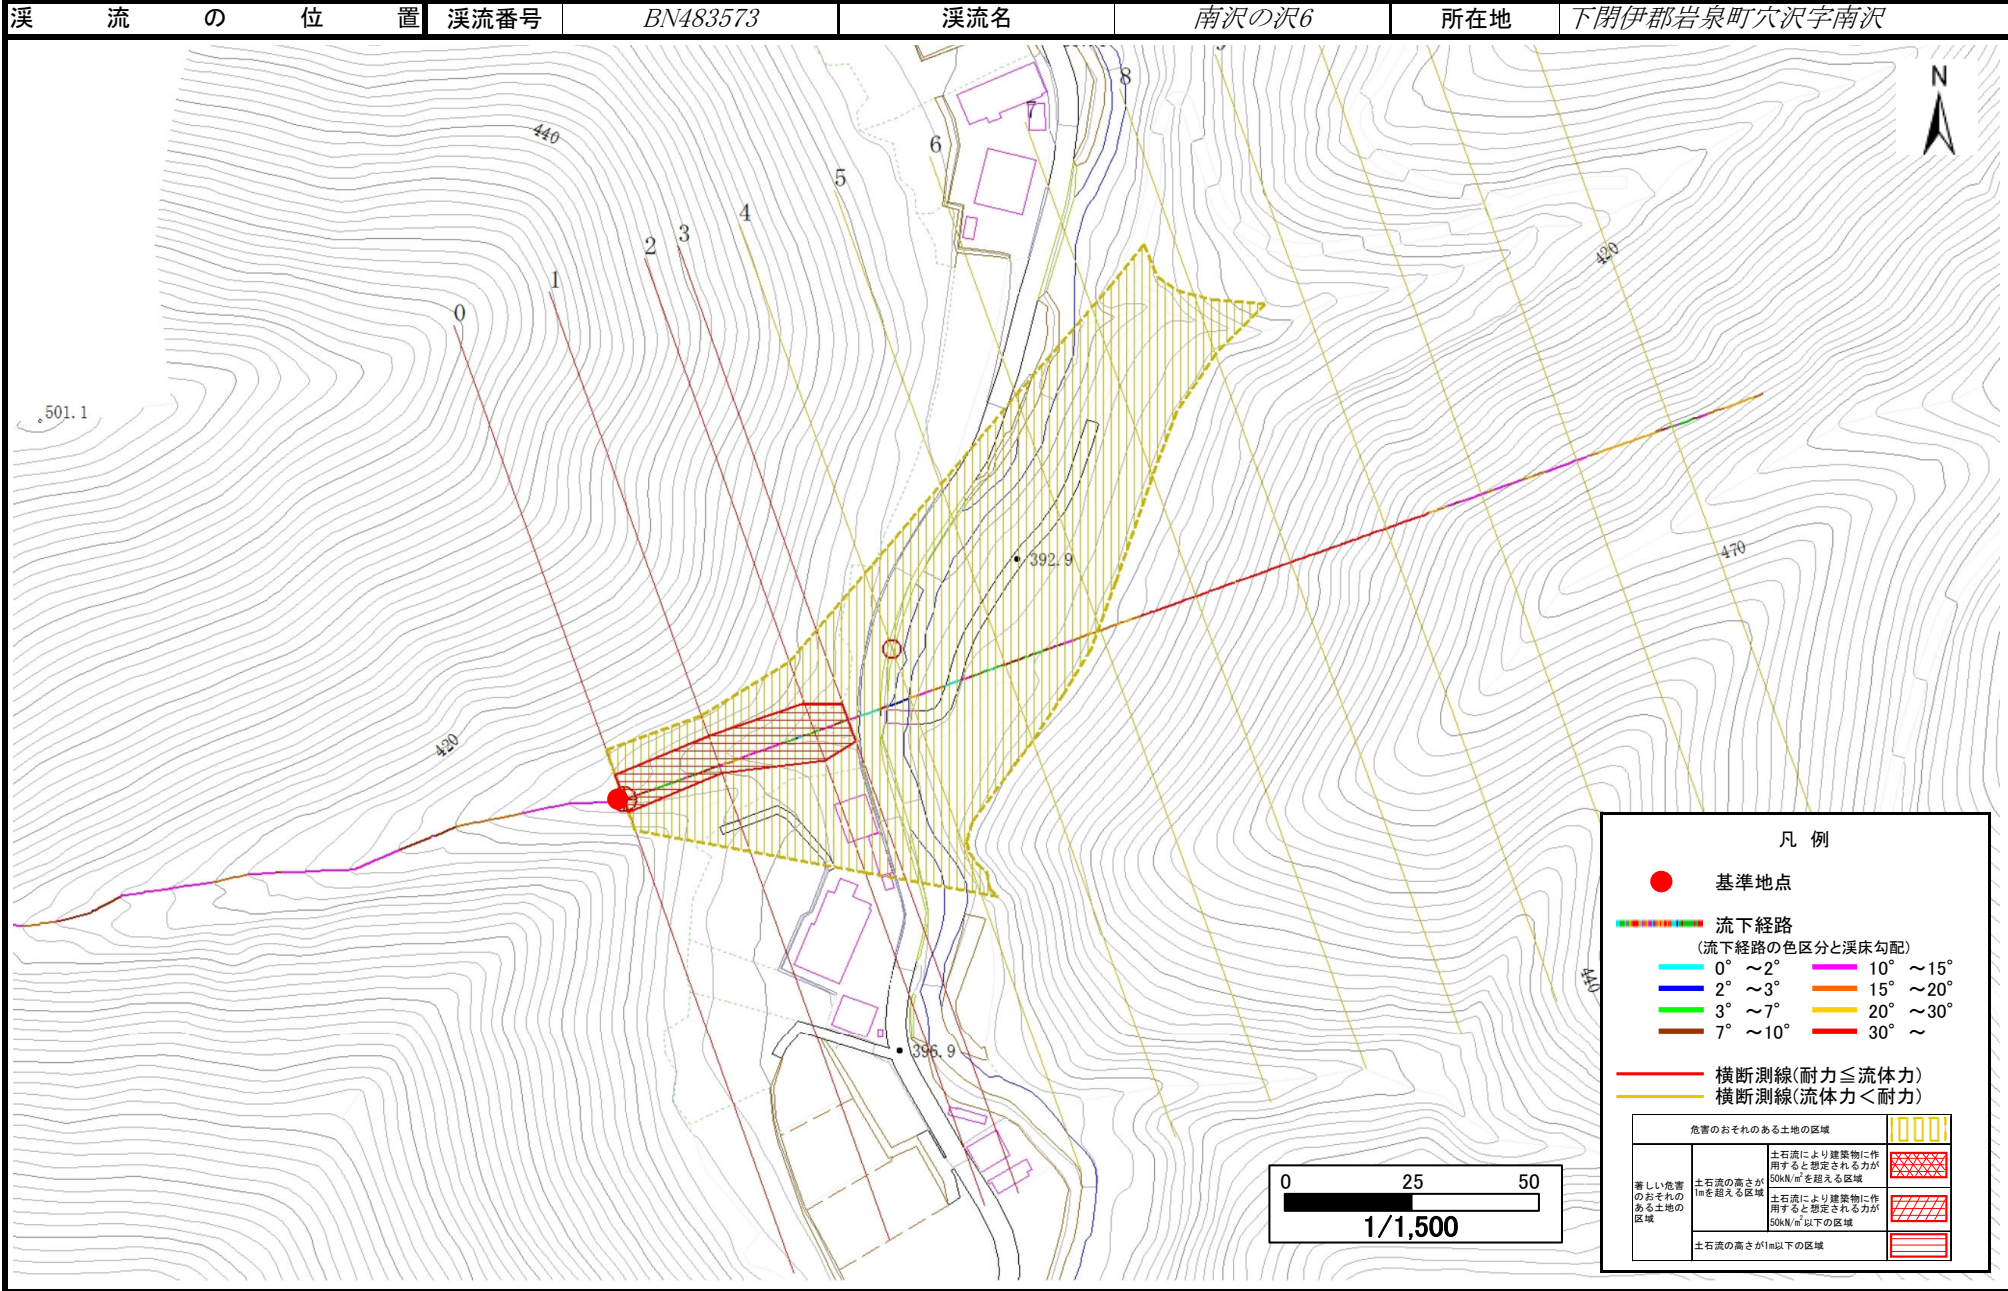 渓流の位置 渓流番号 BN483573 渓流名 南沢の沢6 所在地 下閉伊郡岩泉町穴沢字南沢
N
8
7
6
5
4
3
2
1
0
440
420
501.1
392.9
470
420
440
396.9
0 25 50
1/1,500
凡 例
基準地点
流下経路
(流下経路の色区分と渓床勾配)
0° ～2° 10° ～15°
2° ～3° 15° ～20°
3° ～7° 20° ～30°
7° ～10° 30° ～
横断測線(耐力≦流体力)
横断測線(流体力＜耐力)
危害のおそれのある土地の区域
著しい危害
のおそれの
ある土地の
区域
土石流の高さが
1mを超える区域
土石流により建築物に作
用すると想定される力が
50kN/㎡を超える区域
土石流により建築物に作
用すると想定される力が
50kN/㎡以下の区域
土石流の高さが1m以下の区域